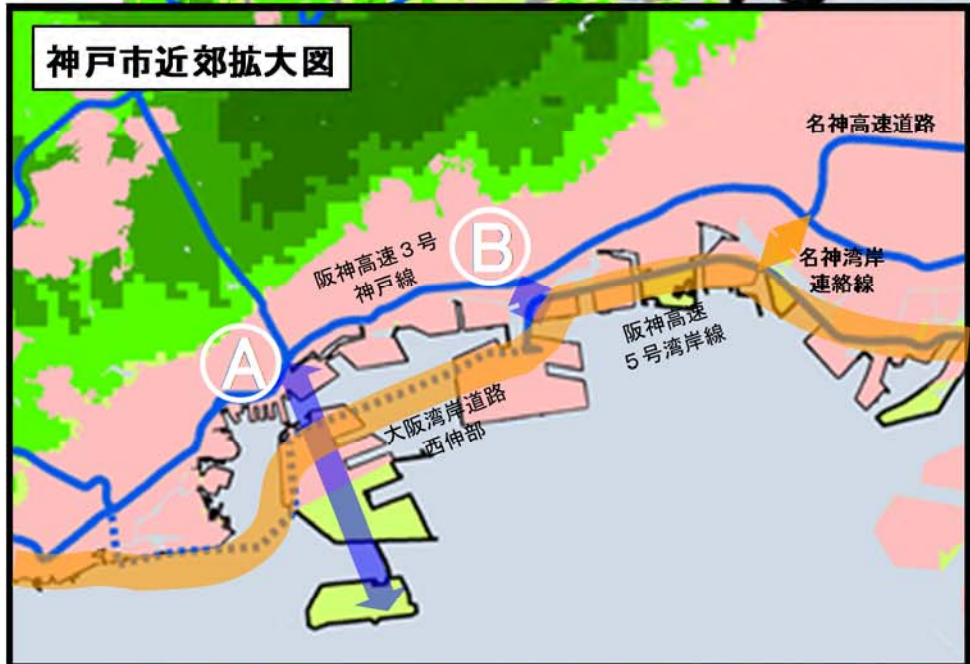 神戸市近郊拡大図
名神高速道路
B
阪神高速３号
神戸線
名神湾岸
連絡線
阪神高速
５号湾岸線
A
大阪湾岸道路
西伸部